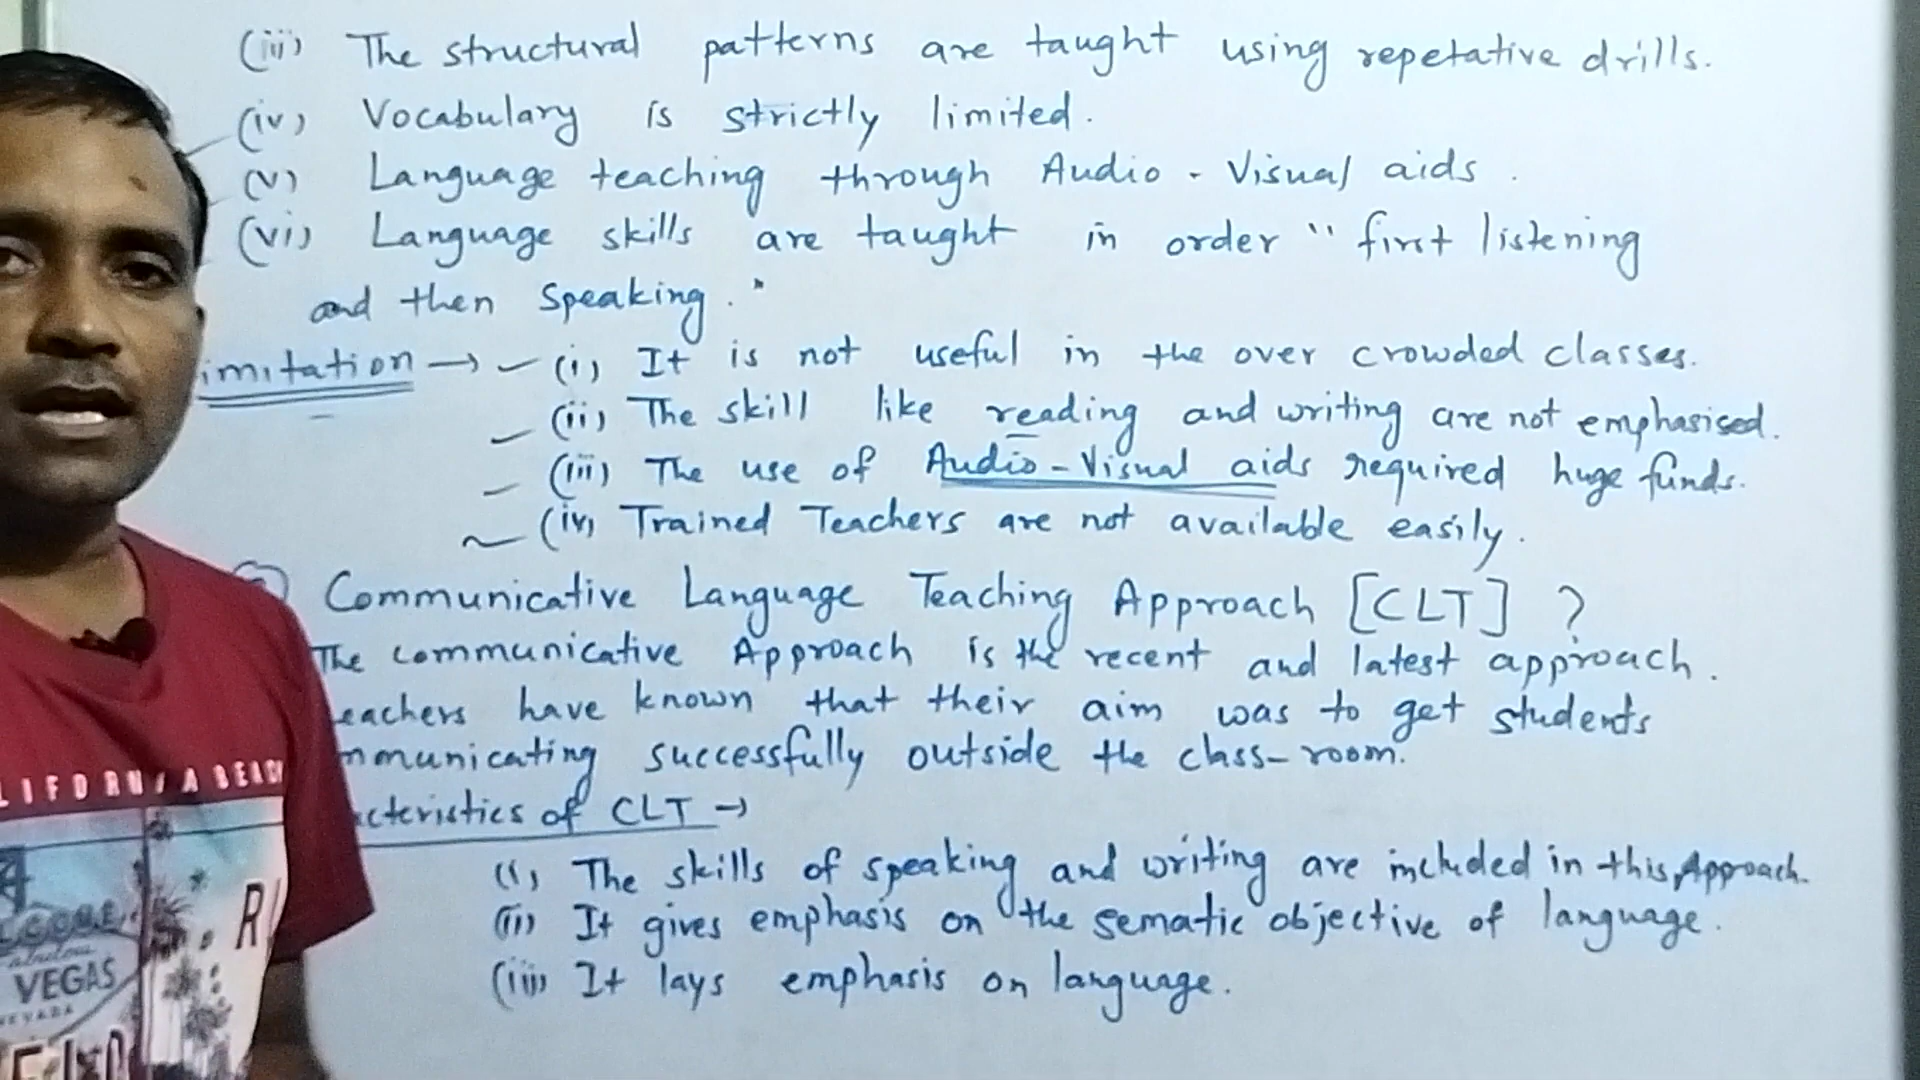 (iii) The structural patterns are taught using repetative drills.
(iv) Vocabulary is strictly limited.
(v) Language teaching through Audio - Visual aids.
(vi) Language skills are taught in order "first listening
and then speaking."
imitation → (i) It is not useful in the over crowded classes.
(ii) The skill like reading and writing are not emphasised.
(iii) The use of Audio-Visual aids required huge funds.
(iv) Trained Teachers are not available easily.
Communicative Language Teaching Approach [CLT] ?
The communicative Approach is the recent and latest approach.
eachers have known that their aim was to get students
mmunicating successfully outside the class-room.
cteristics of CLT →
(i) The skills of speaking and writing are included in this Approach.
(ii) It gives emphasis on the sematic objective of language.
(iii) It lays emphasis on language.
LIFORNIA BEAC
VEGAS
NEVADA